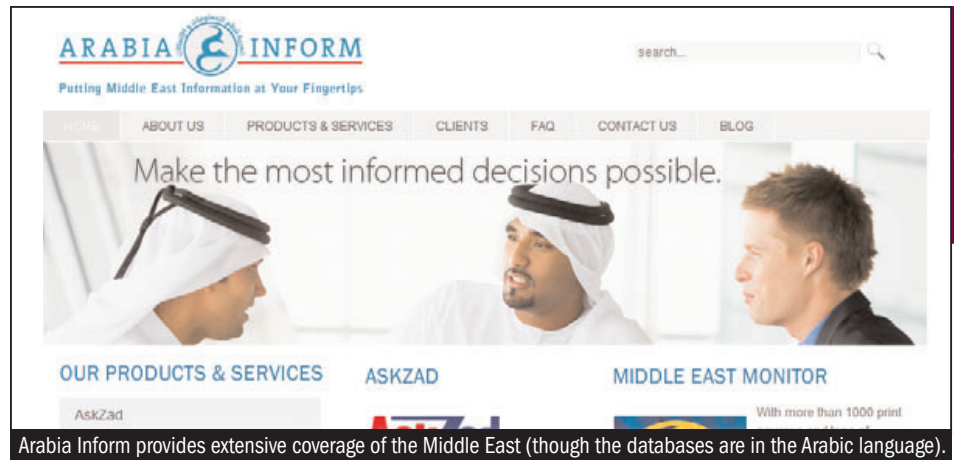 ARABIA INFORM
Putting Middle East Information at Your Fingertips
search...
HOME ABOUT US PRODUCTS & SERVICES CLIENTS FAQ CONTACT US BLOG
Make the most informed decisions possible.
OUR PRODUCTS & SERVICES
AskZad
ASKZAD
AskZad
MIDDLE EAST MONITOR
With more than 1000 print
Arabia Inform provides extensive coverage of the Middle East (though the databases are in the Arabic language).